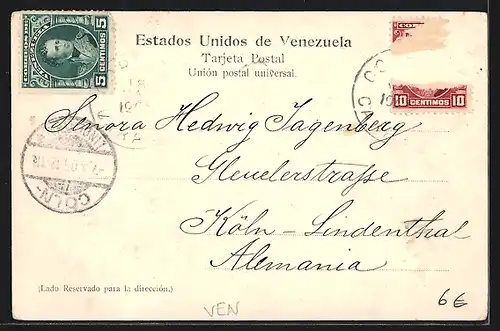 5 CENTIMOS 5
Estados Unidos de Venezuela
Tarjeta Postal
Unión postal universal.
10 CENTIMOS 10
Señora Hedwig Jagenberg
Gleuelerstraße
Köln-Lindenthal
Alemania
CÖLN-
(Lado Reservado para la dirección.)
VEN
6€